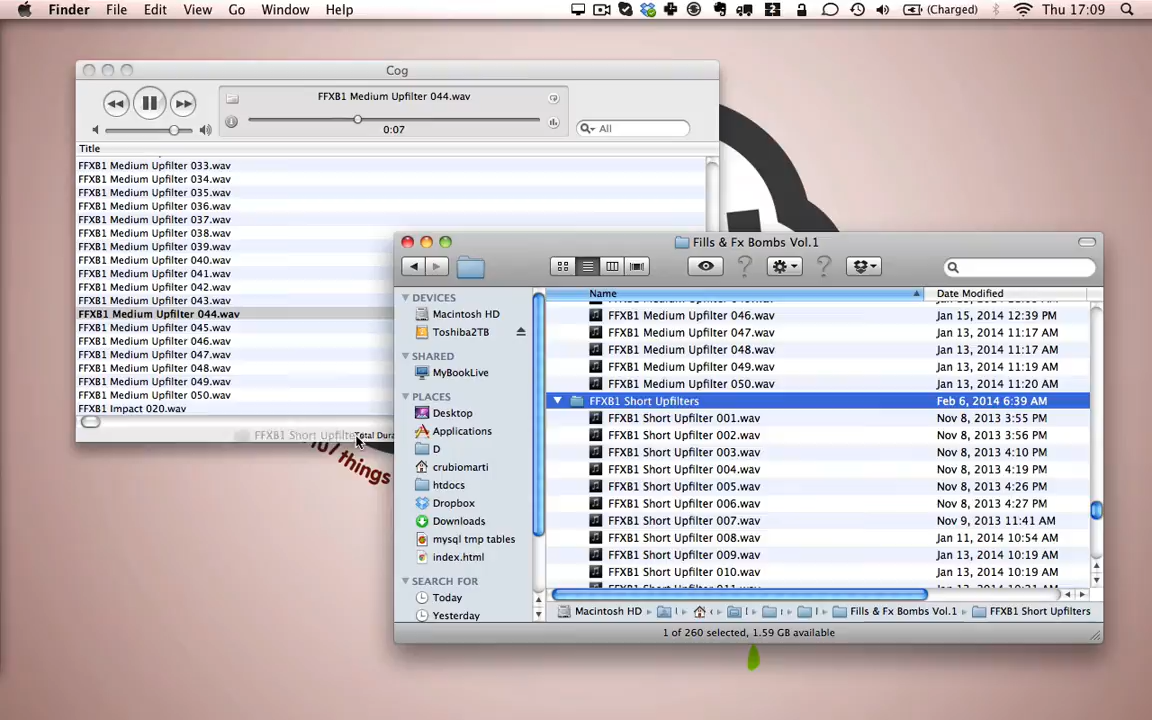 Finder File Edit View Go Window Help
(Charged) Thu 17:09
Cog
FFXB1 Medium Upfilter 044.wav
0:07
All
Title
FFXB1 Medium Upfilter 033.wav
FFXB1 Medium Upfilter 034.wav
FFXB1 Medium Upfilter 035.wav
FFXB1 Medium Upfilter 036.wav
FFXB1 Medium Upfilter 037.wav
FFXB1 Medium Upfilter 038.wav
FFXB1 Medium Upfilter 039.wav
FFXB1 Medium Upfilter 040.wav
FFXB1 Medium Upfilter 041.wav
FFXB1 Medium Upfilter 042.wav
FFXB1 Medium Upfilter 043.wav
FFXB1 Medium Upfilter 044.wav
FFXB1 Medium Upfilter 045.wav
FFXB1 Medium Upfilter 046.wav
FFXB1 Medium Upfilter 047.wav
FFXB1 Medium Upfilter 048.wav
FFXB1 Medium Upfilter 049.wav
FFXB1 Medium Upfilter 050.wav
FFXB1 Impact 020.wav
FFXB1 Short Upfilte Total Dura
things
Fills & Fx Bombs Vol.1
DEVICES
Macintosh HD
Toshiba2TB
SHARED
MyBookLive
PLACES
Desktop
Applications
D
crubiomarti
htdocs
Dropbox
Downloads
mysql tmp tables
index.html
SEARCH FOR
Today
Yesterday
Name Date Modified
FFXB1 Medium Upfilter 046.wav Jan 15, 2014 12:39 PM
FFXB1 Medium Upfilter 047.wav Jan 13, 2014 11:17 AM
FFXB1 Medium Upfilter 048.wav Jan 13, 2014 11:17 AM
FFXB1 Medium Upfilter 049.wav Jan 13, 2014 11:19 AM
FFXB1 Medium Upfilter 050.wav Jan 13, 2014 11:20 AM
FFXB1 Short Upfilters Feb 6, 2014 6:39 AM
FFXB1 Short Upfilter 001.wav Nov 8, 2013 3:55 PM
FFXB1 Short Upfilter 002.wav Nov 8, 2013 3:56 PM
FFXB1 Short Upfilter 003.wav Nov 8, 2013 4:10 PM
FFXB1 Short Upfilter 004.wav Nov 8, 2013 4:19 PM
FFXB1 Short Upfilter 005.wav Nov 8, 2013 4:26 PM
FFXB1 Short Upfilter 006.wav Nov 8, 2013 4:27 PM
FFXB1 Short Upfilter 007.wav Nov 9, 2013 11:41 AM
FFXB1 Short Upfilter 008.wav Jan 11, 2014 10:54 AM
FFXB1 Short Upfilter 009.wav Jan 13, 2014 10:19 AM
FFXB1 Short Upfilter 010.wav Jan 13, 2014 10:19 AM
Macintosh HD Fills & Fx Bombs Vol.1 FFXB1 Short Upfilters
1 of 260 selected, 1.59 GB available